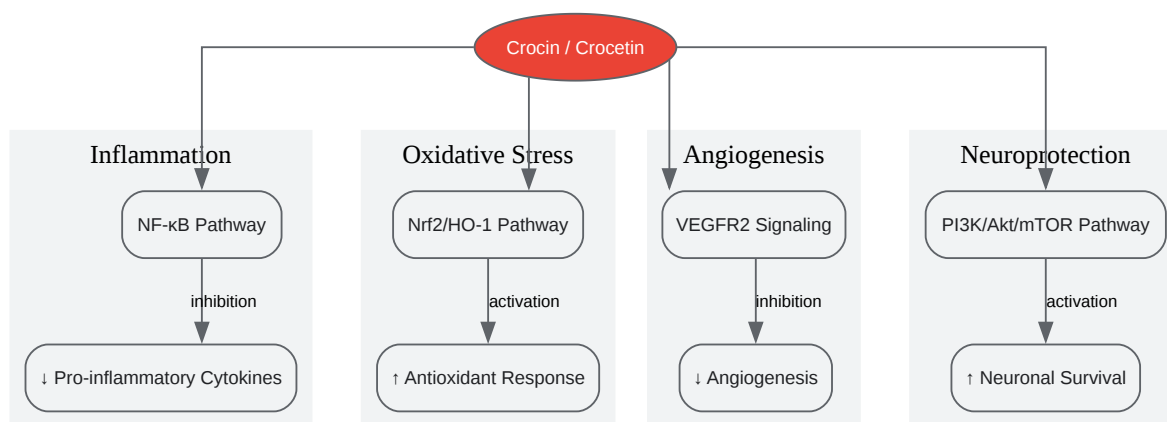 Crocin / Crocetin
Inflammation
Oxidative Stress
Angiogenesis
Neuroprotection
NF-κB Pathway
Nrf2/HO-1 Pathway
VEGFR2 Signaling
PI3K/Akt/mTOR Pathway
inhibition
activation
inhibition
activation
↓ Pro-inflammatory Cytokines
↑ Antioxidant Response
↓ Angiogenesis
↑ Neuronal Survival